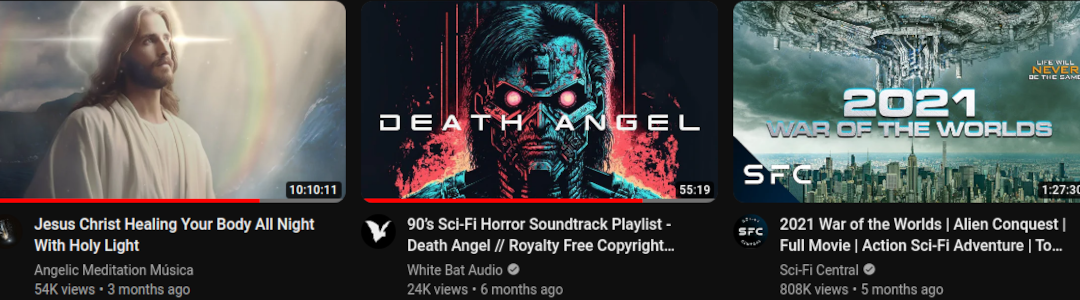 10:10:11
Jesus Christ Healing Your Body All Night
With Holy Light
Angelic Meditation Música
54K views • 3 months ago
DEATH ANGEL
55:19
90's Sci-Fi Horror Soundtrack Playlist -
Death Angel // Royalty Free Copyright...
White Bat Audio
24K views • 6 months ago
LIFE WILL
NEVER
BE THE SAME
2021
WAR OF THE WORLDS
SFC
1:27:30
SFC
2021 War of the Worlds | Alien Conquest |
Full Movie | Action Sci-Fi Adventure | To...
Sci-Fi Central
808K views • 5 months ago